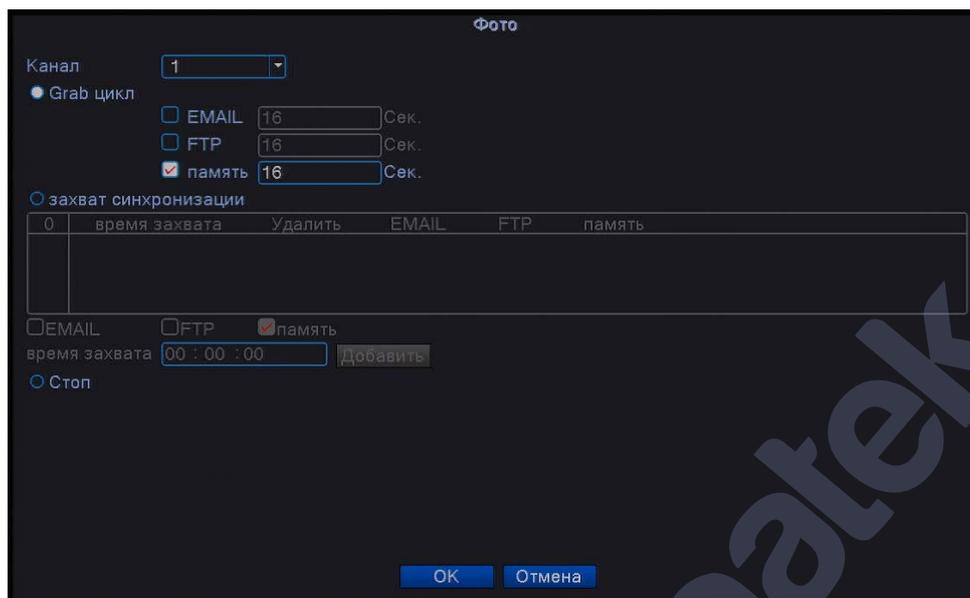 Фото
Канал 1
Grab цикл
EMAIL 16 Сек.
FTP 16 Сек.
память 16 Сек.
захват синхронизации
0 время захвата Удалить EMAIL FTP память
EMAIL FTP память
время захвата 00 : 00 : 00 Добавить
Стоп
OK Отмена